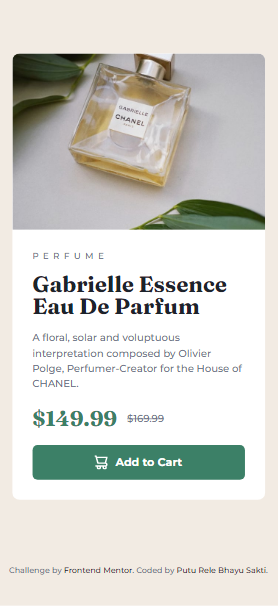 GABRIELLE
CHANEL
PERFUME
Gabrielle Essence
Eau De Parfum
A floral, solar and voluptuous
interpretation composed by Olivier
Polge, Perfumer-Creator for the House of
CHANEL.
$149.99 $169.99
Add to Cart
Challenge by Frontend Mentor. Coded by Putu Rele Bhayu Sakti.